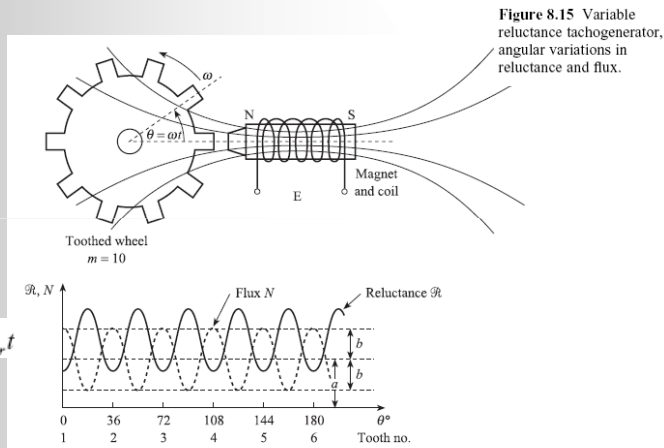 Figure 8.15 Variable
reluctance tachogenerator,
angular variations in
reluctance and flux.
ω
θ = ωt
N
S
E
Magnet
and coil
Toothed wheel
m = 10
ℛ, N
Flux N
Reluctance ℛ
b
b
a
0 36 72 108 144 180 θ°
1 2 3 4 5 6 Tooth no.